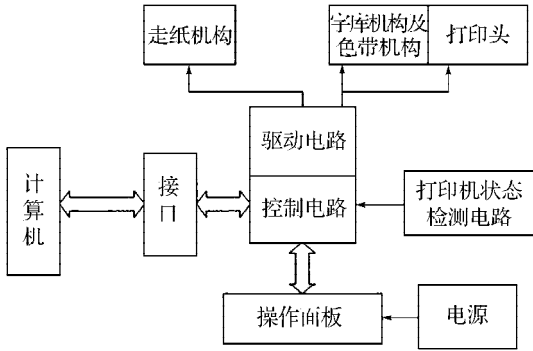 走纸机构
字库机构及
色带机构
打印头
驱动电路
计算机
接口
控制电路
打印机状态
检测电路
操作面板
电源